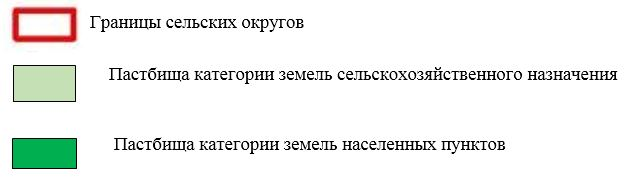 Границы сельских округов
Пастбища категории земель сельскохозяйственного назначения
Пастбища категории земель населенных пунктов